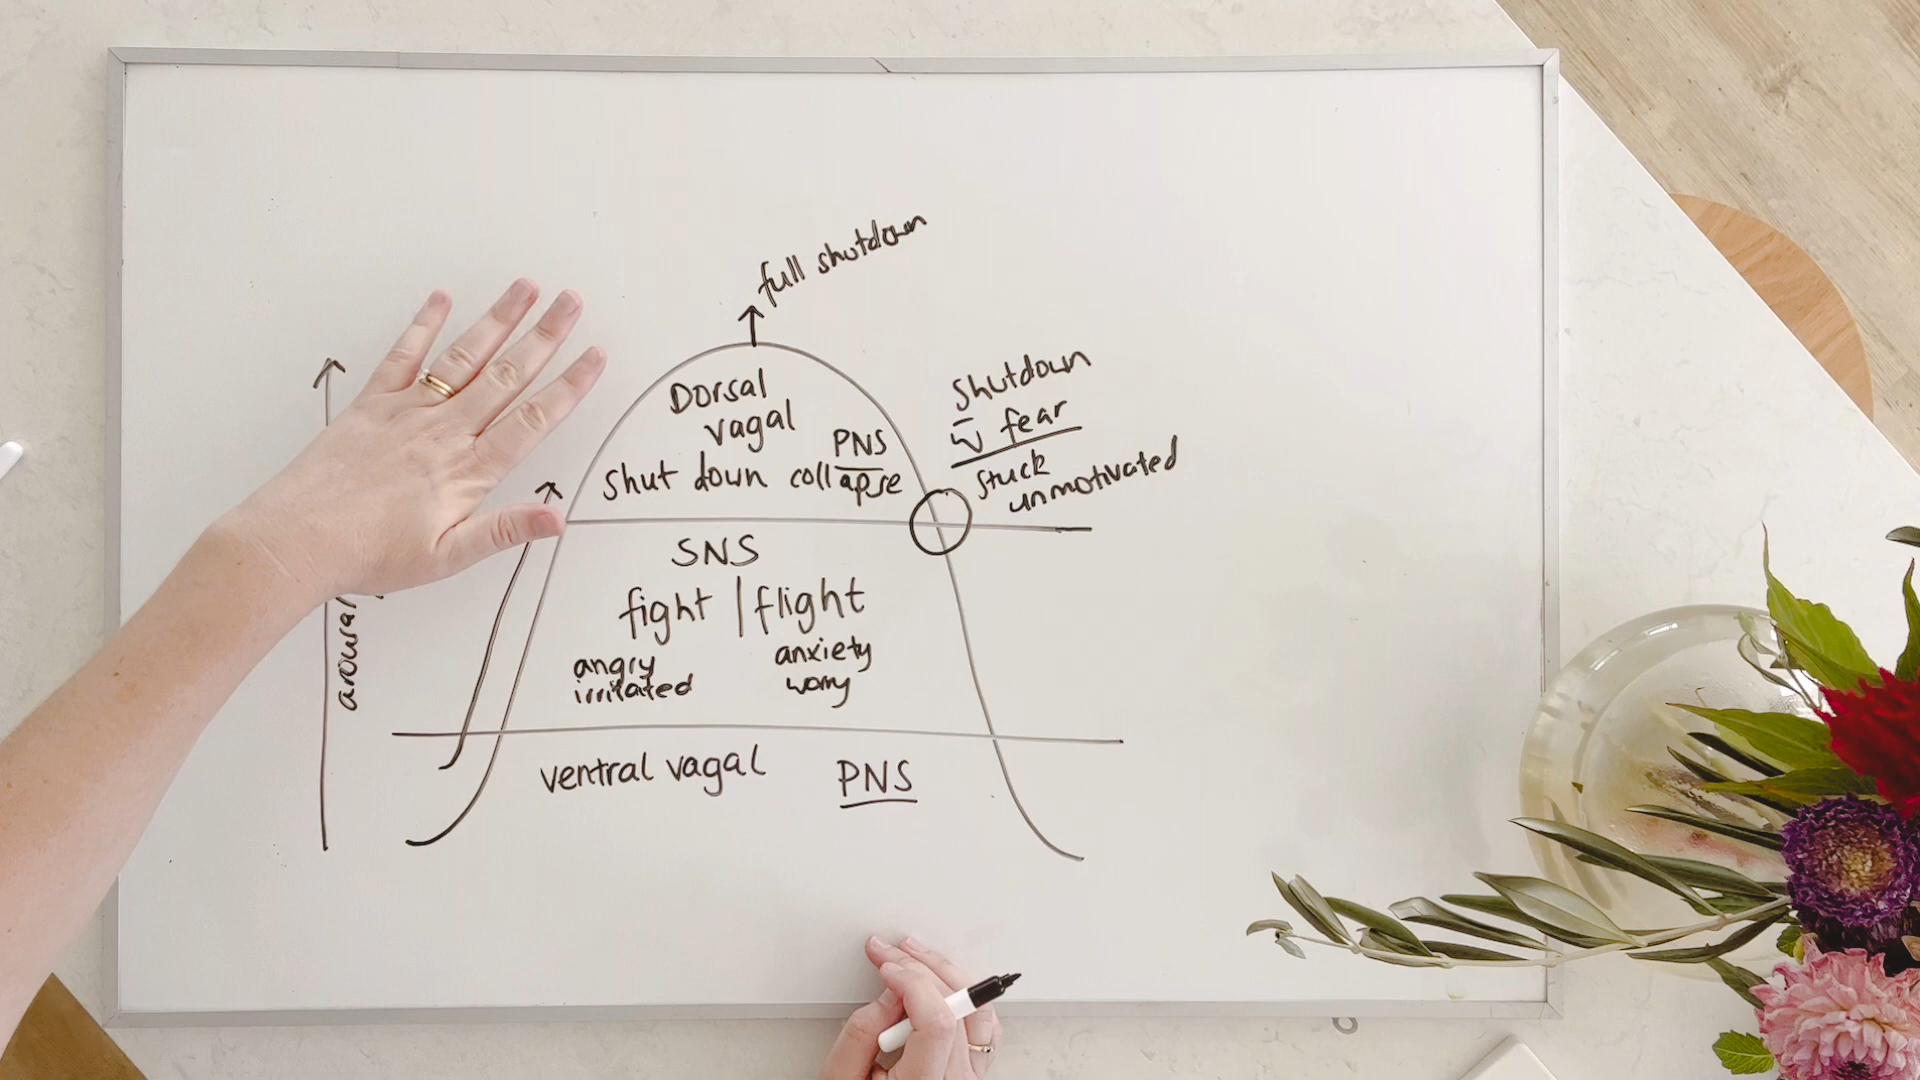 full shutdown
Dorsal
vagal
PNS
shut down collapse
shutdown
w̄ fear
stuck
unmotivated
SNS
fight | flight
angry
irritated
anxiety
worry
ventral vagal
PNS